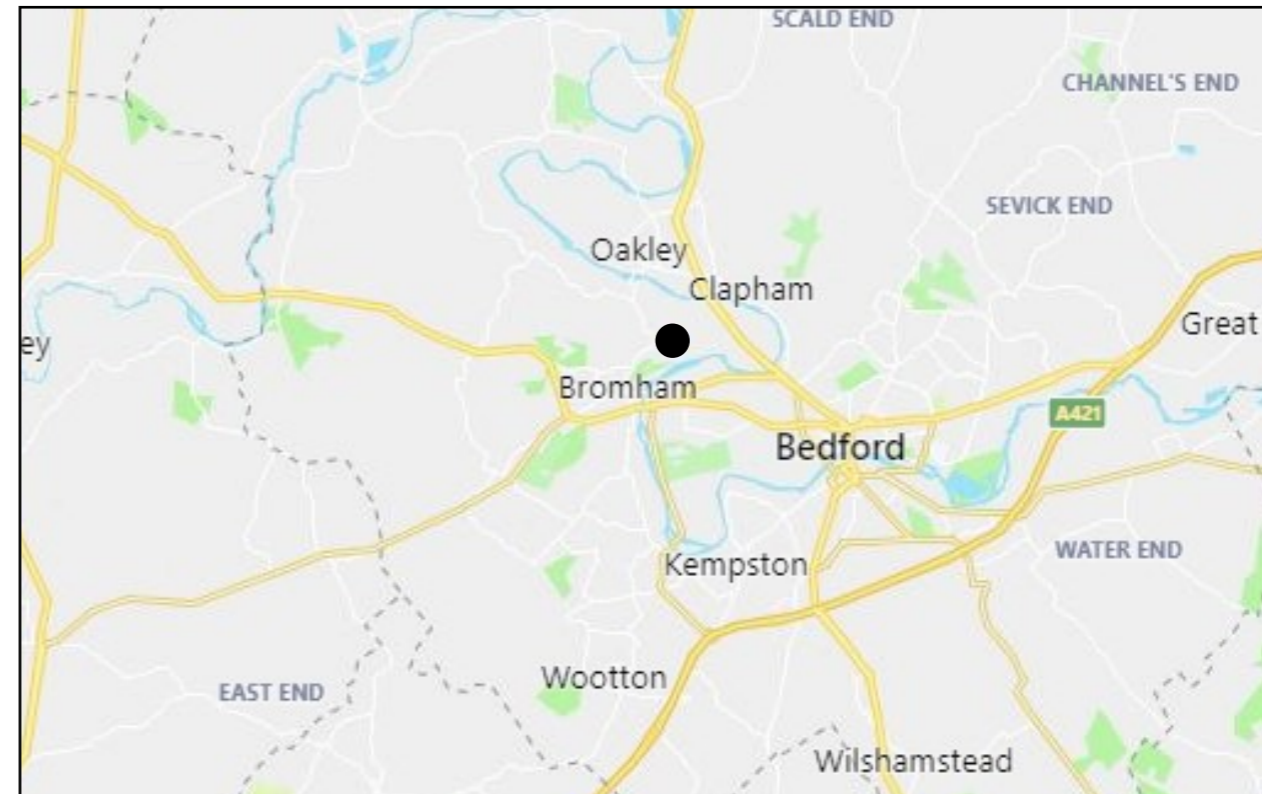 SCALD END
CHANNEL'S END
SEVICK END
Oakley
Clapham
Great
ey
Bromham
A421
Bedford
WATER END
Kempston
Wootton
EAST END
Wilshamstead